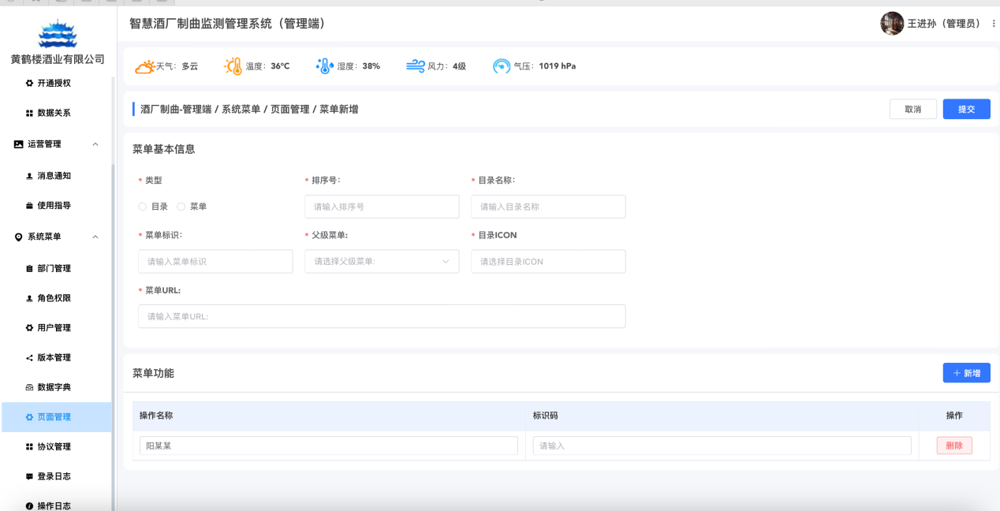 智慧酒厂制曲监测管理系统（管理端）
王进孙（管理员）
黄鹤楼酒业有限公司
开通授权
数据关系
运营管理
消息通知
使用指导
系统菜单
部门管理
角色权限
用户管理
版本管理
数据字典
页面管理
协议管理
登录日志
操作日志
天气：多云 温度：36°C 湿度：38% 风力：4级 气压：1019 hPa
酒厂制曲-管理端 / 系统菜单 / 页面管理 / 菜单新增
取消 提交
菜单基本信息
* 类型 * 排序号： * 目录名称：
目录 菜单 请输入排序号 请输入目录名称
* 菜单标识： * 父级菜单: * 目录ICON
请输入菜单标识 请选择父级菜单: 请选择目录ICON
* 菜单URL:
请输入菜单URL:
菜单功能 + 新增
操作名称 标识码 操作
阳某某 请输入 删除